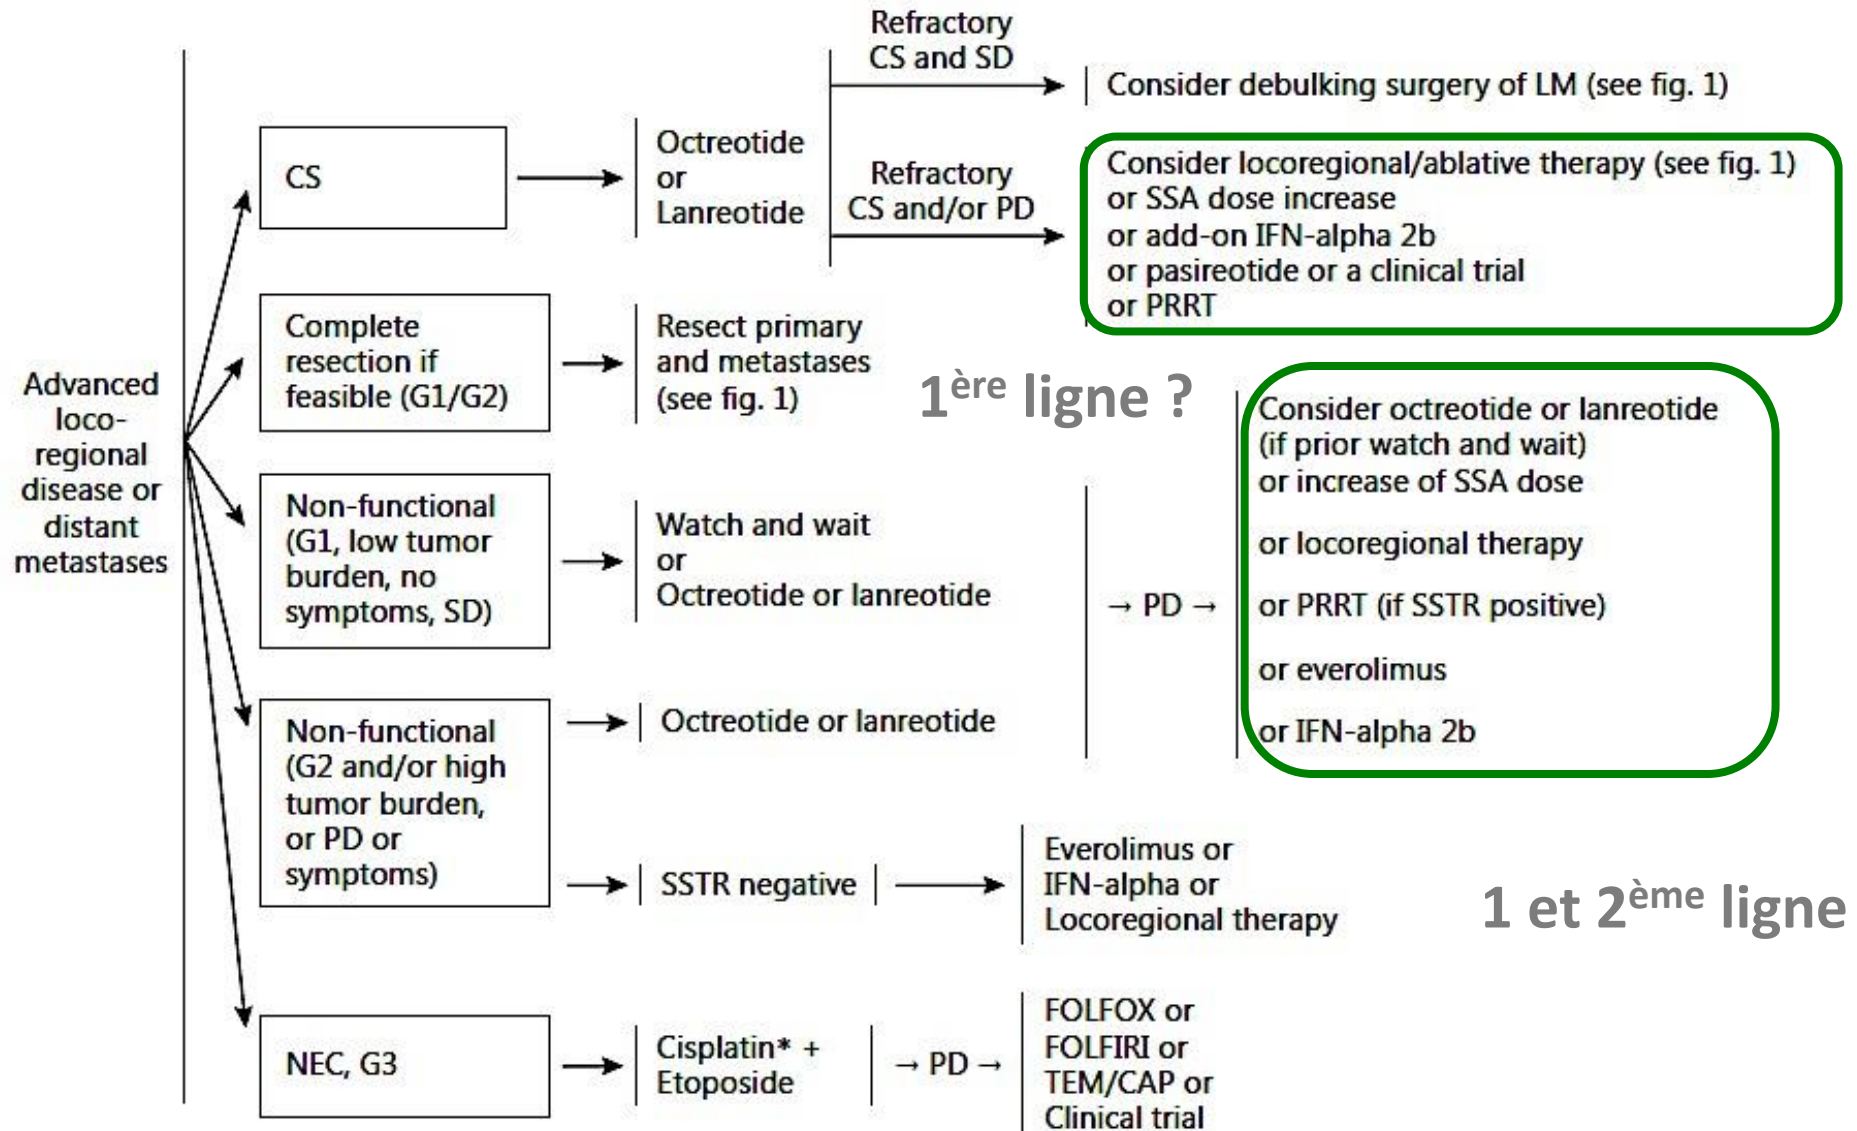 Advanced
loco-
regional
disease or
distant
metastases
CS
Octreotide
or
Lanreotide
Refractory
CS and SD
Consider debulking surgery of LM (see fig. 1)
Refractory
CS and/or PD
Consider locoregional/ablative therapy (see fig. 1)
or SSA dose increase
or add-on IFN-alpha 2b
or pasireotide or a clinical trial
or PRRT
Complete
resection if
feasible (G1/G2)
Resect primary
and metastases
(see fig. 1)
1ère ligne ?
Non-functional
(G1, low tumor
burden, no
symptoms, SD)
Watch and wait
or
Octreotide or lanreotide
→ PD →
Consider octreotide or lanreotide
(if prior watch and wait)
or increase of SSA dose
or locoregional therapy
or PRRT (if SSTR positive)
or everolimus
or IFN-alpha 2b
Non-functional
(G2 and/or high
tumor burden,
or PD or
symptoms)
Octreotide or lanreotide
SSTR negative
Everolimus or
IFN-alpha or
Locoregional therapy
1 et 2ème ligne
NEC, G3
Cisplatin* +
Etoposide
→ PD →
FOLFOX or
FOLFIRI or
TEM/CAP or
Clinical trial